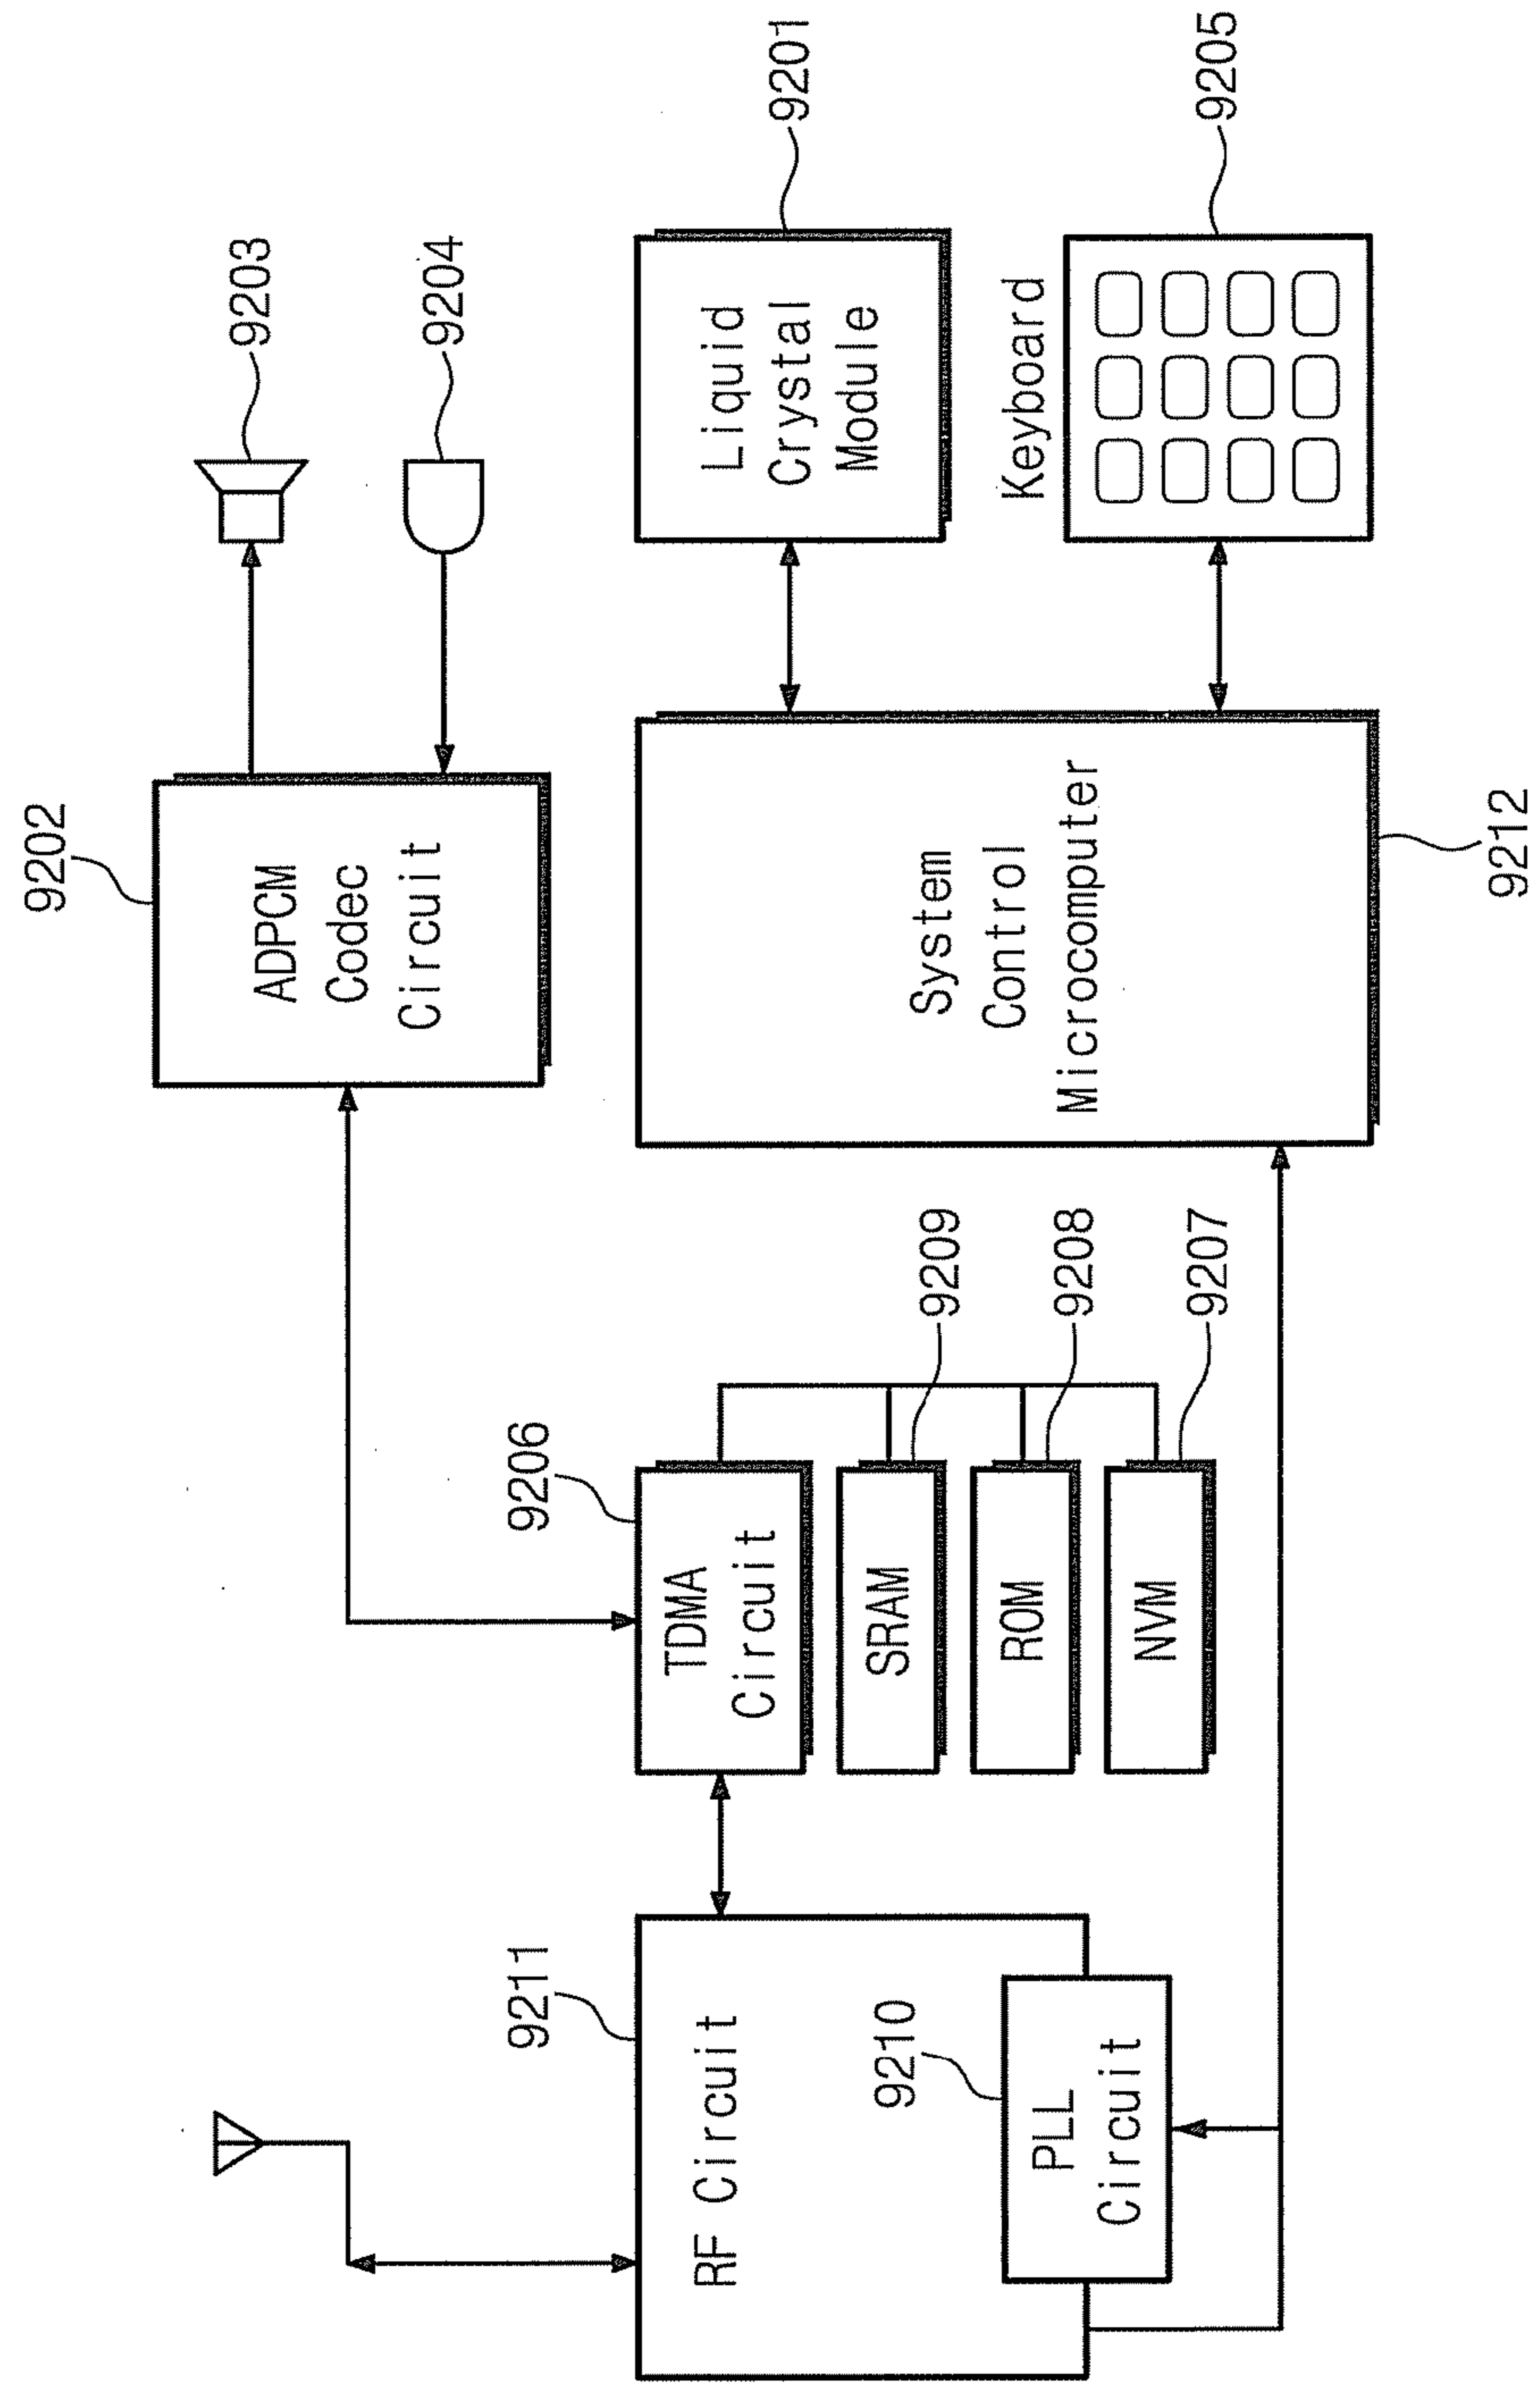 9202
ADPCM
Codec
Circuit
9203
9204
9211
RF Circuit
9210
PLL
Circuit
9206
TDMA
Circuit
SRAM
9209
ROM
9208
NVM
9207
System
Control
Microcomputer
9212
Liquid
Crystal
Module
9201
Keyboard
9205